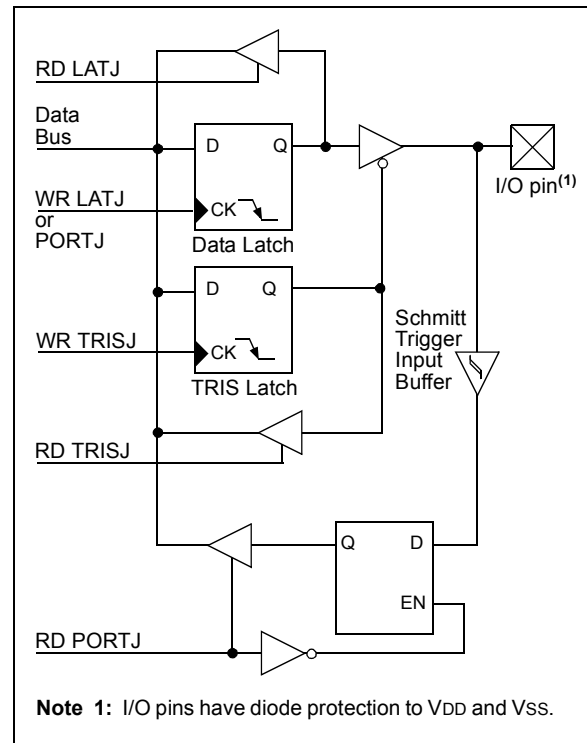 RD LATJ
Data
Bus
D Q
I/O pin(1)
WR LATJ
or
PORTJ
CK
Data Latch
D Q
WR TRISJ
CK
TRIS Latch
Schmitt
Trigger
Input
Buffer
RD TRISJ
Q D
EN
RD PORTJ
Note 1: I/O pins have diode protection to VDD and VSS.